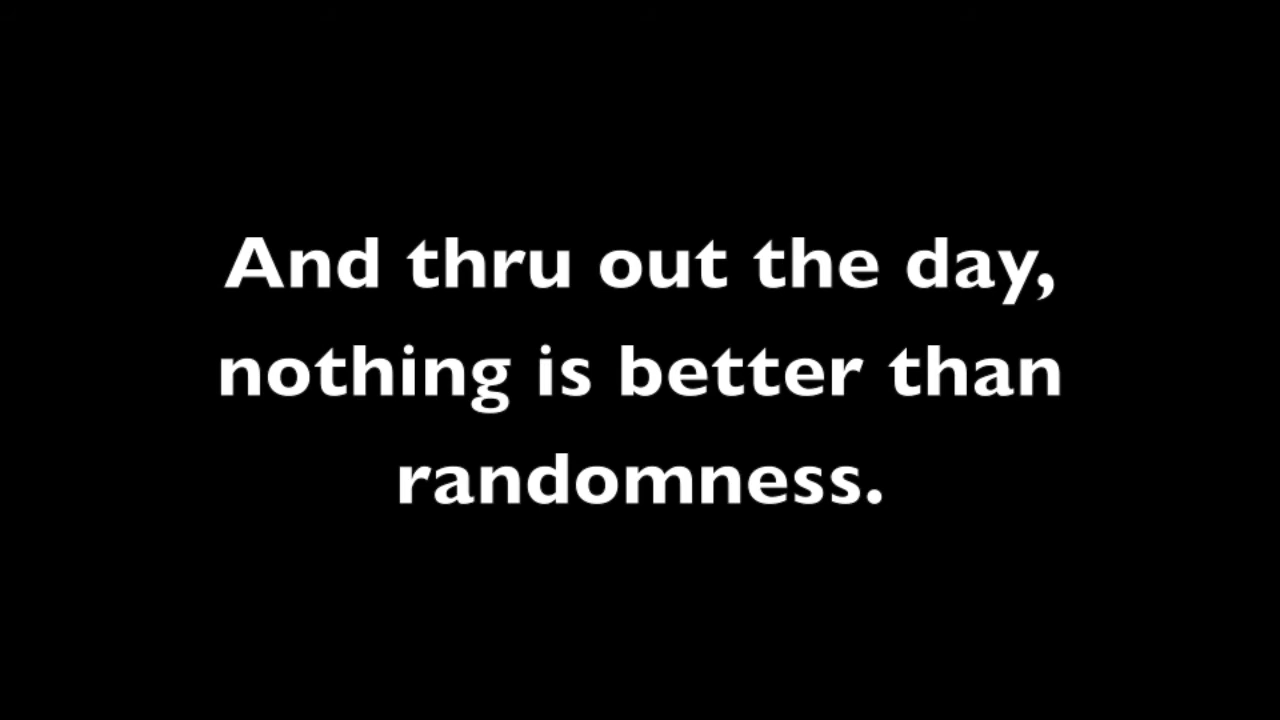 And thru out the day,
nothing is better than
randomness.